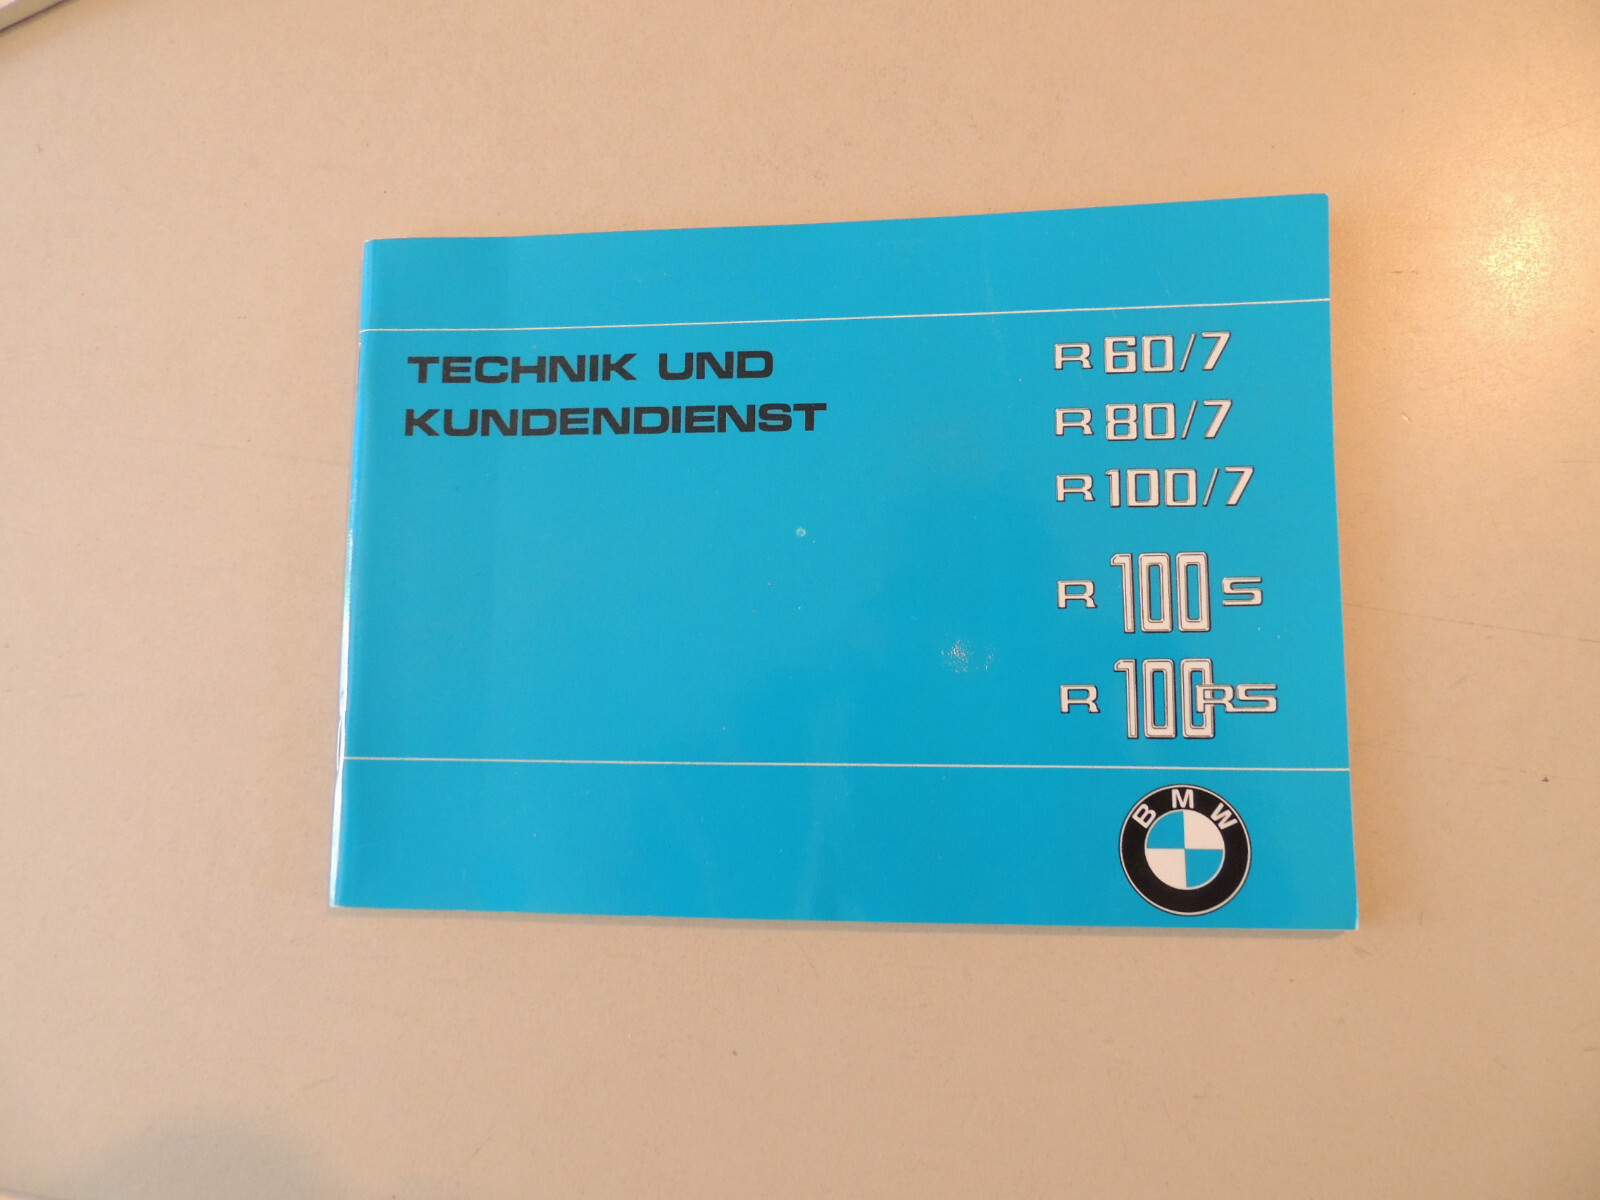 TECHNIK UND
KUNDENDIENST
R 60/7
R 80/7
R 100/7
R 100 S
R 100 RS
BMW